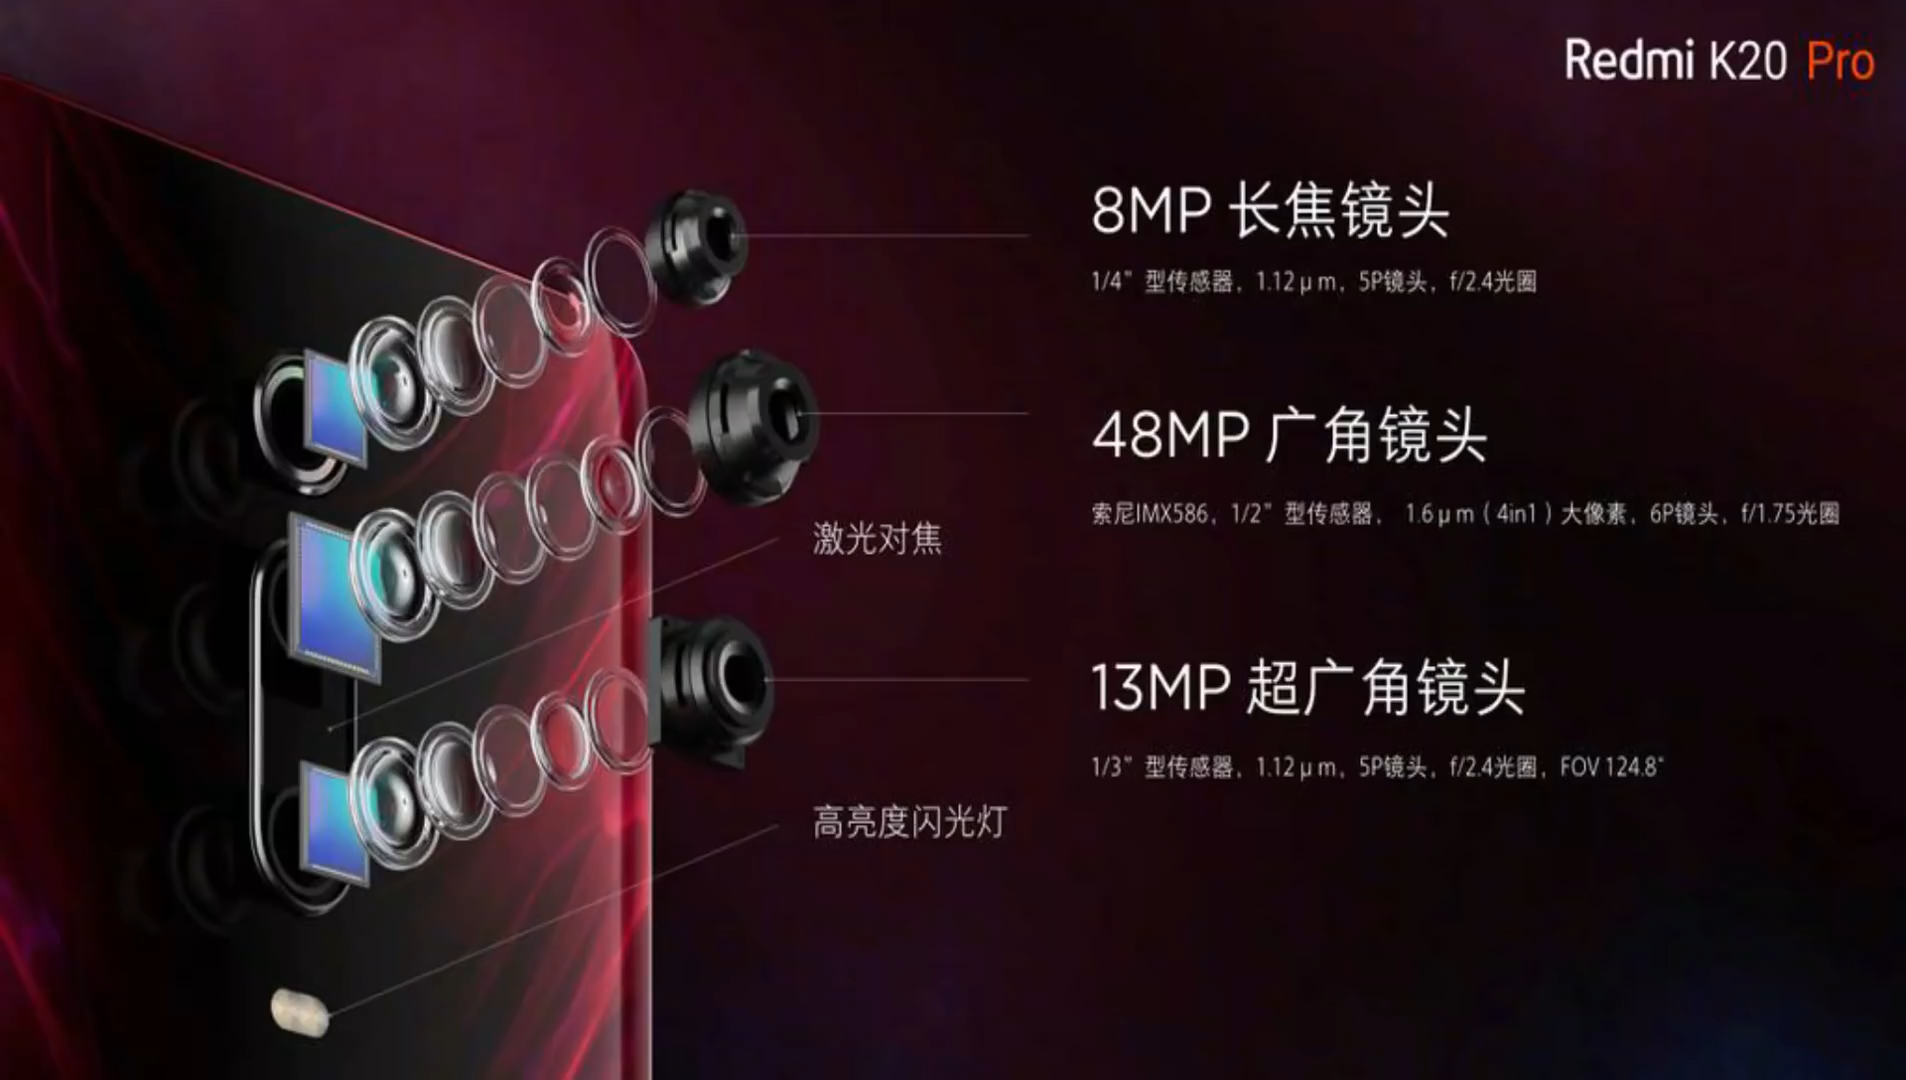 Redmi K20 Pro
8MP 长焦镜头
1/4” 型传感器，1.12μm，5P镜头，f/2.4光圈
48MP 广角镜头
索尼IMX586，1/2” 型传感器， 1.6μm（4in1）大像素，6P镜头，f/1.75光圈
激光对焦
13MP 超广角镜头
1/3” 型传感器，1.12μm，5P镜头，f/2.4光圈，FOV 124.8°
高亮度闪光灯